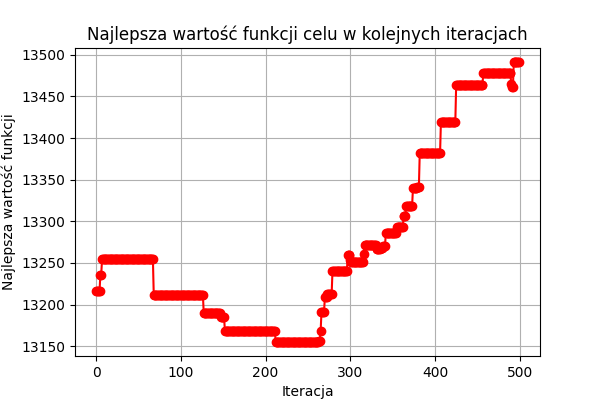 Najlepsza wartość funkcji celu w kolejnych iteracjach
Najlepsza wartość funkcji
13500
13450
13400
13350
13300
13250
13200
13150
0 100 200 300 400 500
Iteracja